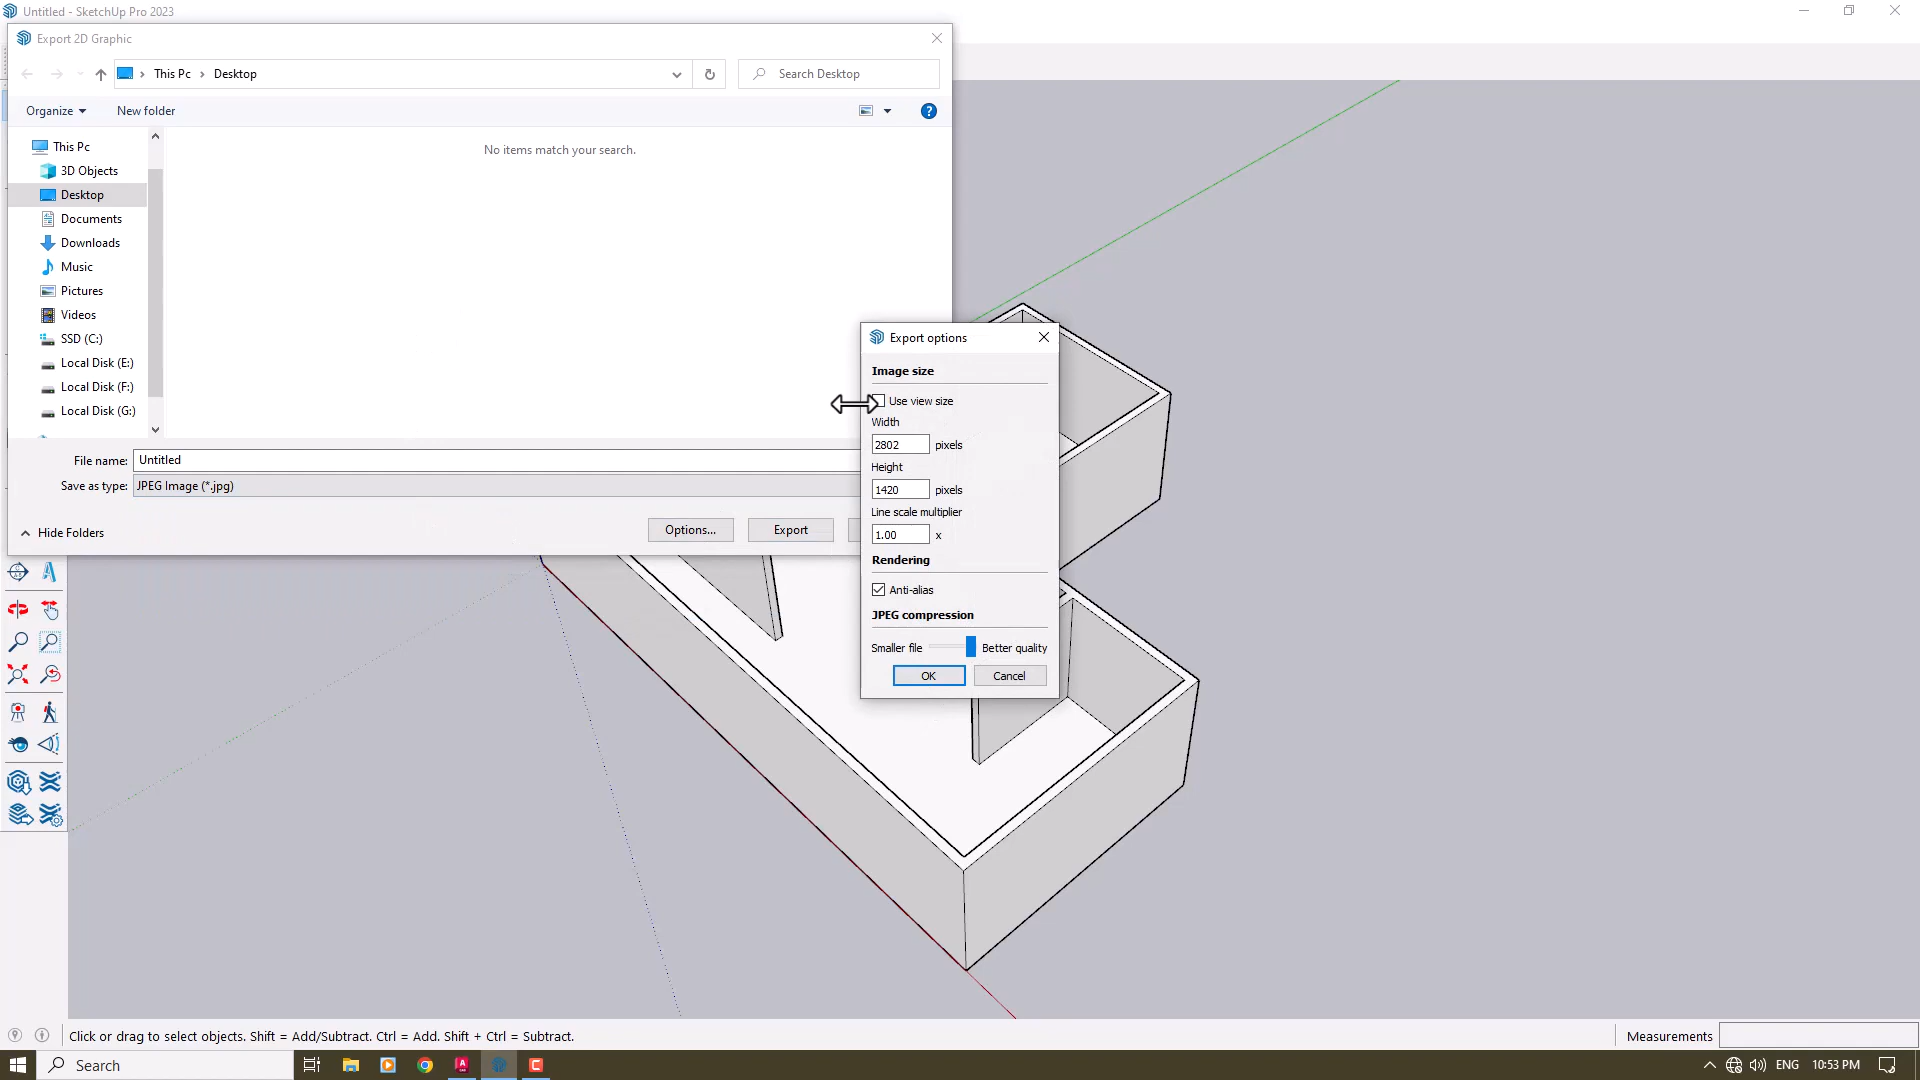 Untitled - SketchUp Pro 2023
Export 2D Graphic
This Pc
Desktop
Search Desktop
Organize
New folder
This Pc
3D Objects
Desktop
Documents
Downloads
Music
Pictures
Videos
SSD (C:)
Local Disk (E:)
Local Disk (F:)
Local Disk (G:)
No items match your search.
File name: Untitled
Save as type: JPEG Image (*.jpg)
Hide Folders
Options...
Export
Export options
Image size
Use view size
Width
2802 pixels
Height
1420 pixels
Line scale multiplier
1.00 x
Rendering
Anti-alias
JPEG compression
Smaller file
Better quality
OK
Cancel
Click or drag to select objects. Shift = Add/Subtract. Ctrl = Add. Shift + Ctrl = Subtract.
Measurements
Search
ENG
10:53 PM